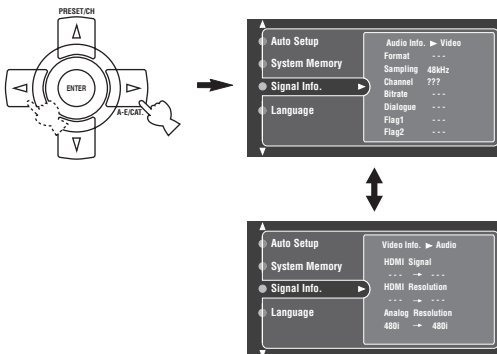 PRESET/CH
ENTER
A-E/CAT.
Auto Setup
System Memory
Signal Info.
Language
Audio Info. ► Video
Format - - -
Sampling 48kHz
Channel ???
Bitrate - - -
Dialogue - - -
Flag1 - - -
Flag2 - - -
Auto Setup
System Memory
Signal Info.
Language
Video Info. ► Audio
HDMI Signal
- - - → - - -
HDMI Resolution
- - - → - - -
Analog Resolution
480i → 480i